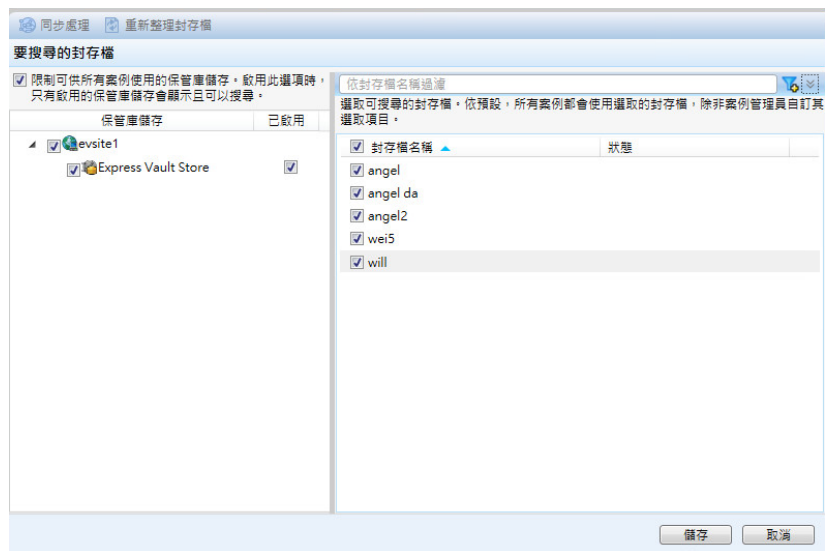 同步處理 重新整理封存檔
要搜尋的封存檔
限制可供所有案例使用的保管庫儲存。啟用此選項時，
只有啟用的保管庫儲存會顯示且可以搜尋。
保管庫儲存 已啟用
evsite1
Express Vault Store
依封存檔名稱過濾
選取可搜尋的封存檔。依預設，所有案例都會使用選取的封存檔，除非案例管理員自訂其
選取項目。
封存檔名稱 狀態
angel
angel da
angel2
wei5
will
儲存 取消